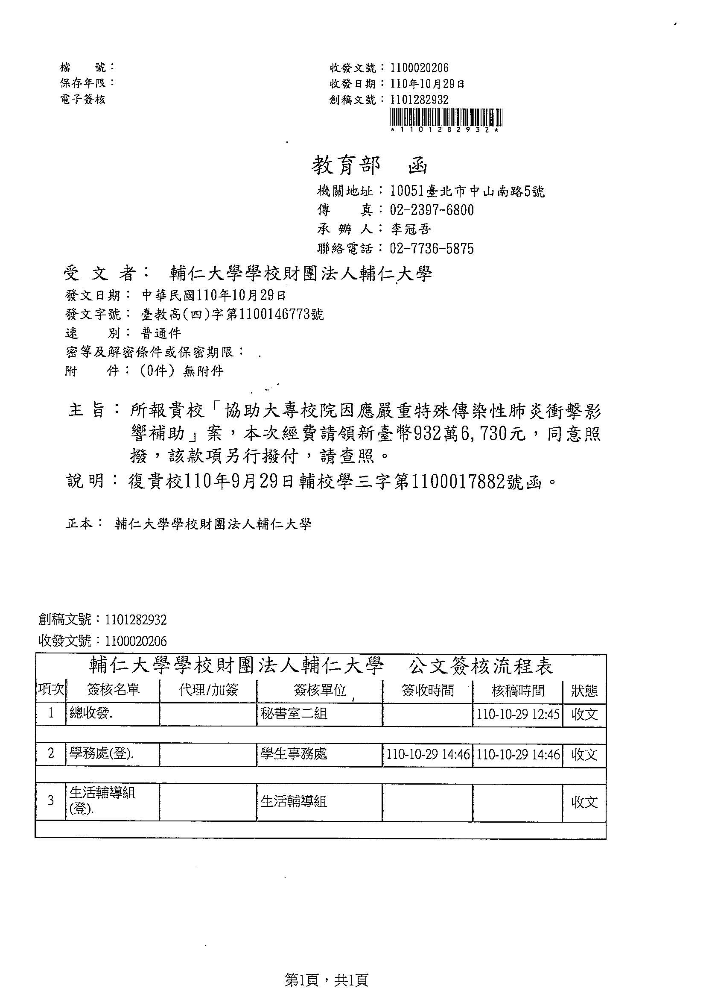 檔　　號：
保存年限：
電子簽核
收發文號：1100020206
收發日期：110年10月29日
創稿文號：1101282932
*1101282932*
教育部　函
機關地址：10051臺北市中山南路5號
傳　　真：02-2397-6800
承 辦 人：李冠吾
聯絡電話：02-7736-5875
受 文 者：　輔仁大學學校財團法人輔仁大學
發文日期：中華民國110年10月29日
發文字號：臺教高(四)字第1100146773號
速　　別：普通件
密等及解密條件或保密期限：
附　　件：(0件) 無附件
主旨：所報貴校「協助大專校院因應嚴重特殊傳染性肺炎衝擊影
響補助」案，本次經費請領新臺幣932萬6,730元，同意照
撥，該款項另行撥付，請查照。
說明：復貴校110年9月29日輔校學三字第1100017882號函。
正本：輔仁大學學校財團法人輔仁大學
創稿文號：1101282932
收發文號：1100020206
輔仁大學學校財團法人輔仁大學　公文簽核流程表
項次 簽核名單 代理/加簽 簽核單位 簽收時間 核稿時間 狀態
1 總收發. 秘書室二組 110-10-29 12:45 收文
2 學務處(登). 學生事務處 110-10-29 14:46 110-10-29 14:46 收文
3 生活輔導組 生活輔導組 收文
(登).
第1頁，共1頁